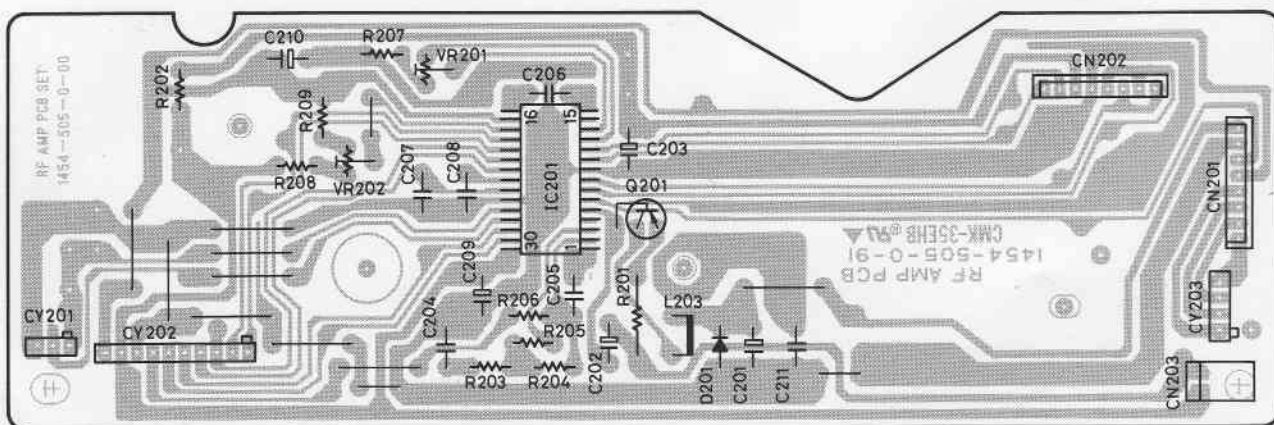 RF AMP PCB SET
1454-505-0-00
R202
C210
R207
VR201
C206
R209
16
15
R208
VR202
C207
C208
IC201
C203
Q201
30
1
CN202
CN201
CMK-35EHB
1454-505-0-91
RF AMP PCB
C209
C205
R201
L203
R206
C204
R205
R203
R204
C202
D201
C201
C211
CY201
CY202
CY203
CN203